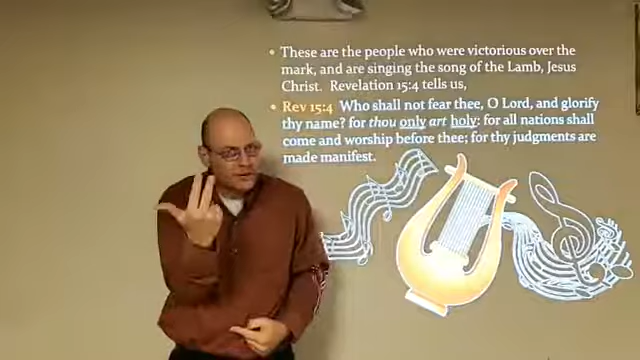 • These are the people who were victorious over the
mark, and are singing the song of the Lamb, Jesus
Christ. Revelation 15:4 tells us,
• Rev 15:4 Who shall not fear thee, O Lord, and glorify
thy name? for thou only art holy: for all nations shall
come and worship before thee; for thy judgments are
made manifest.